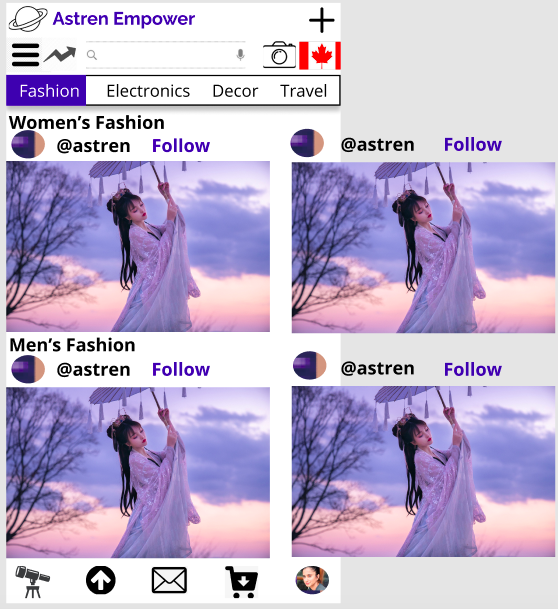 Astren Empower
Fashion Electronics Decor Travel
Women's Fashion
@astren Follow @astren Follow
Men's Fashion
@astren Follow @astren Follow